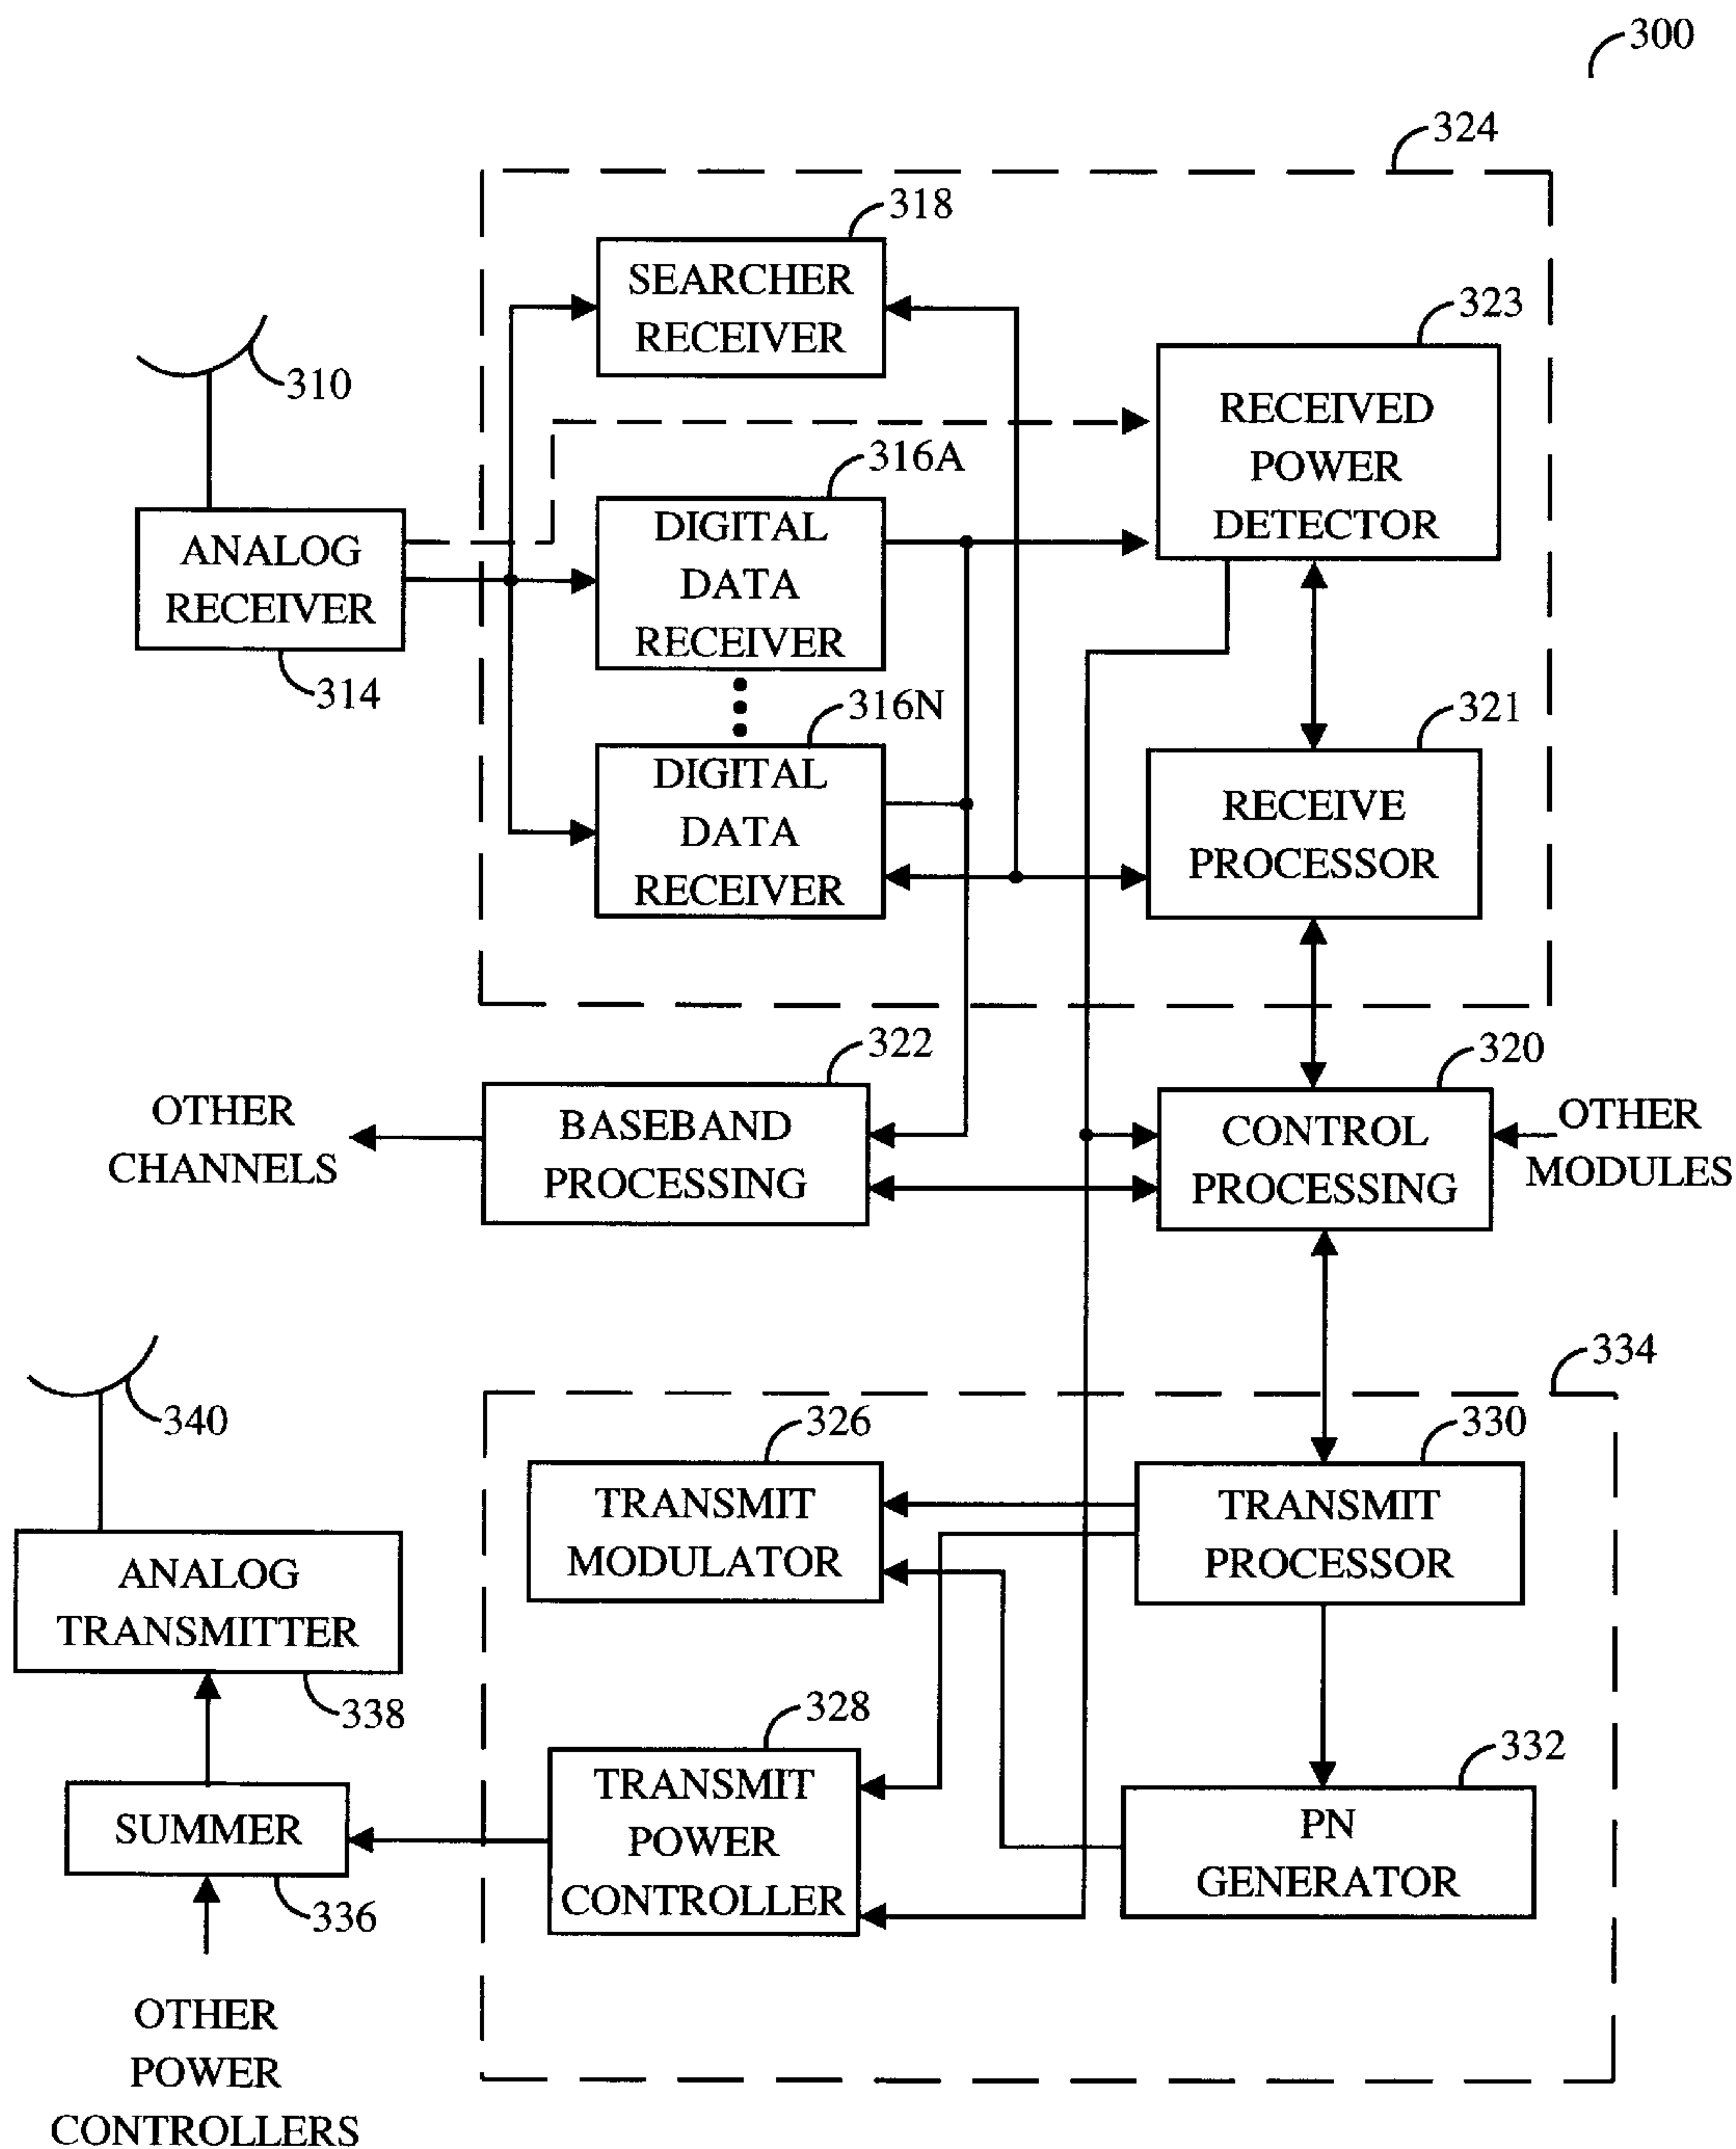 300
324
318
SEARCHER
RECEIVER
323
310
RECEIVED
POWER
DETECTOR
316A
ANALOG
RECEIVER
DIGITAL
DATA
RECEIVER
314
316N
321
DIGITAL
DATA
RECEIVER
RECEIVE
PROCESSOR
322
320
OTHER
CHANNELS
BASEBAND
PROCESSING
CONTROL
PROCESSING
OTHER
MODULES
334
340
326
330
TRANSMIT
MODULATOR
TRANSMIT
PROCESSOR
ANALOG
TRANSMITTER
338
328
332
TRANSMIT
POWER
CONTROLLER
SUMMER
PN
GENERATOR
336
OTHER
POWER
CONTROLLERS